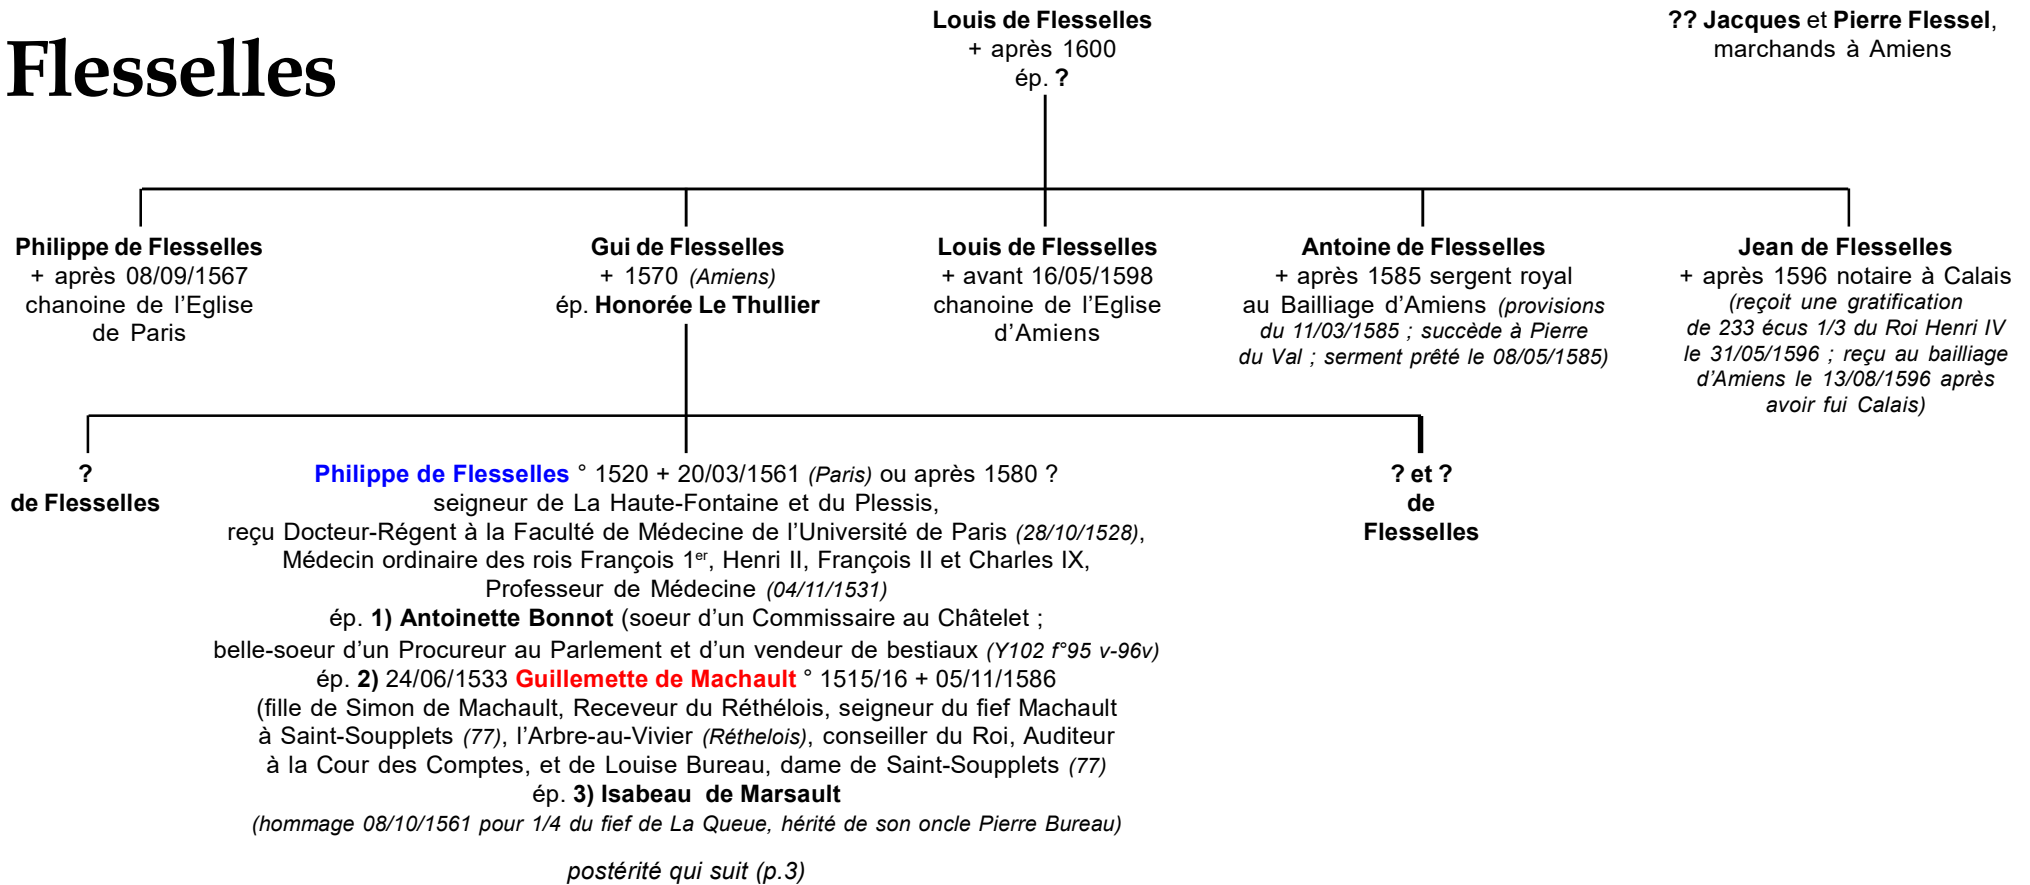 Flesselles
Louis de Flesselles
+ après 1600
ép. ?
?? Jacques et Pierre Flessel,
marchands à Amiens
Philippe de Flesselles
+ après 08/09/1567
chanoine de l'Eglise
de Paris
Gui de Flesselles
+ 1570 (Amiens)
ép. Honorée Le Thullier
Louis de Flesselles
+ avant 16/05/1598
chanoine de l'Eglise
d'Amiens
Antoine de Flesselles
+ après 1585 sergent royal
au Bailliage d'Amiens (provisions
du 11/03/1585 ; succède à Pierre
du Val ; serment prêté le 08/05/1585)
Jean de Flesselles
+ après 1596 notaire à Calais
(reçoit une gratification
de 233 écus 1/3 du Roi Henri IV
le 31/05/1596 ; reçu au bailliage
d'Amiens le 13/08/1596 après
avoir fui Calais)
?
de Flesselles
Philippe de Flesselles ° 1520 + 20/03/1561 (Paris) ou après 1580 ?
seigneur de La Haute-Fontaine et du Plessis,
reçu Docteur-Régent à la Faculté de Médecine de l'Université de Paris (28/10/1528),
Médecin ordinaire des rois François 1er, Henri II, François II et Charles IX,
Professeur de Médecine (04/11/1531)
ép. 1) Antoinette Bonnot (soeur d'un Commissaire au Châtelet ;
belle-soeur d'un Procureur au Parlement et d'un vendeur de bestiaux (Y102 f°95 v-96v)
ép. 2) 24/06/1533 Guillemette de Machault ° 1515/16 + 05/11/1586
(fille de Simon de Machault, Receveur du Réthélois, seigneur du fief Machault
à Saint-Soupplets (77), l'Arbre-au-Vivier (Réthelois), conseiller du Roi, Auditeur
à la Cour des Comptes, et de Louise Bureau, dame de Saint-Soupplets (77)
ép. 3) Isabeau de Marsault
(hommage 08/10/1561 pour 1/4 du fief de La Queue, hérité de son oncle Pierre Bureau)
postérité qui suit (p.3)
? et ?
de
Flesselles